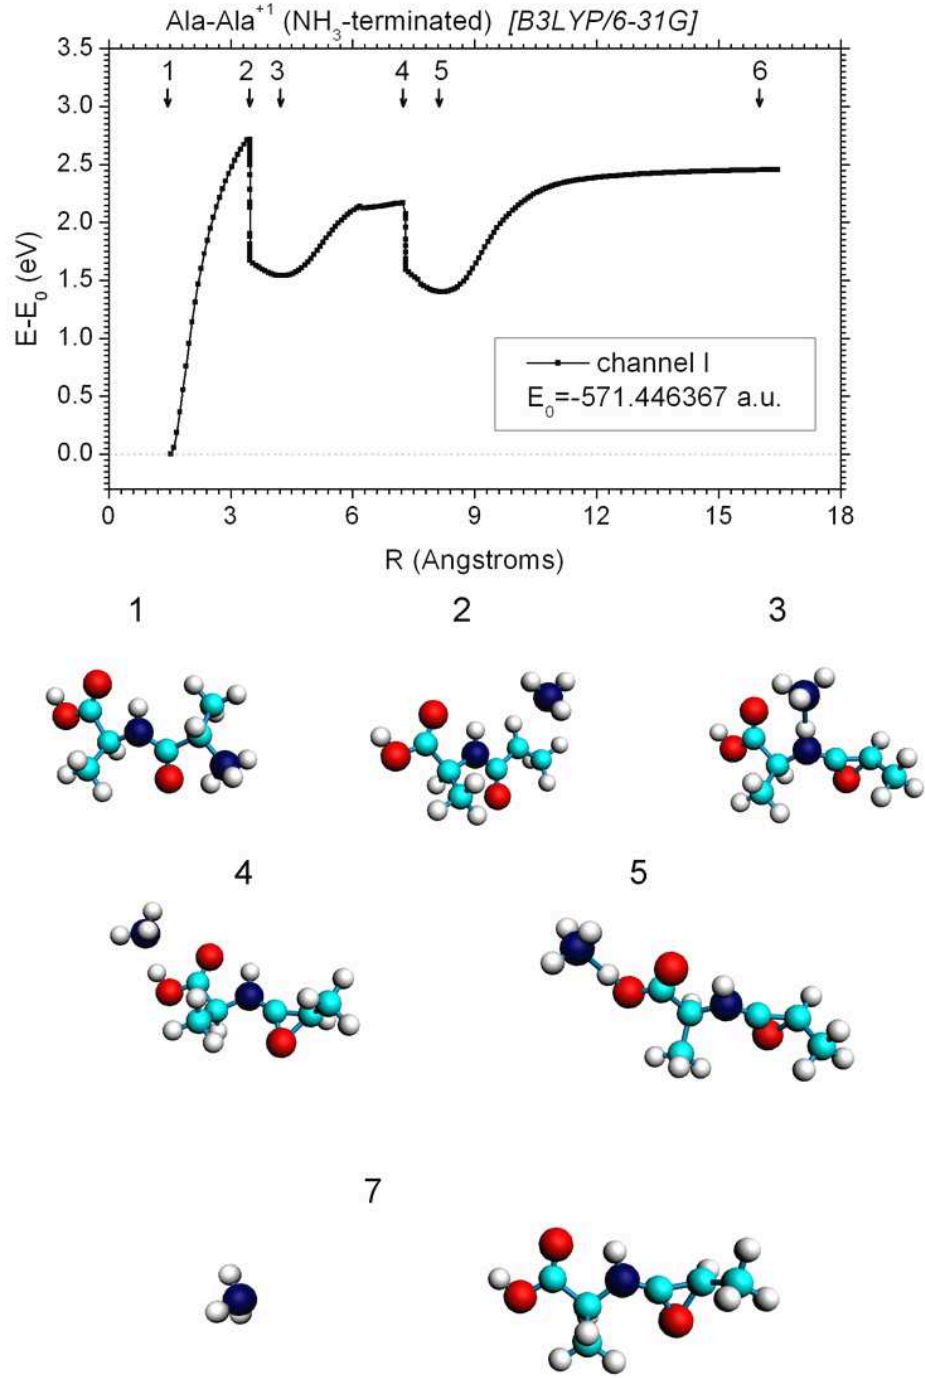 Ala-Ala+1 (NH3-terminated) [B3LYP/6-31G]
3.5
1 2 3 4 5 6
3.0
2.5
2.0
1.5
1.0
0.5
0.0
E-E0 (eV)
channel I
E0=-571.446367 a.u.
0 3 6 9 12 15 18
R (Angstroms)
1 2 3
4 5
7